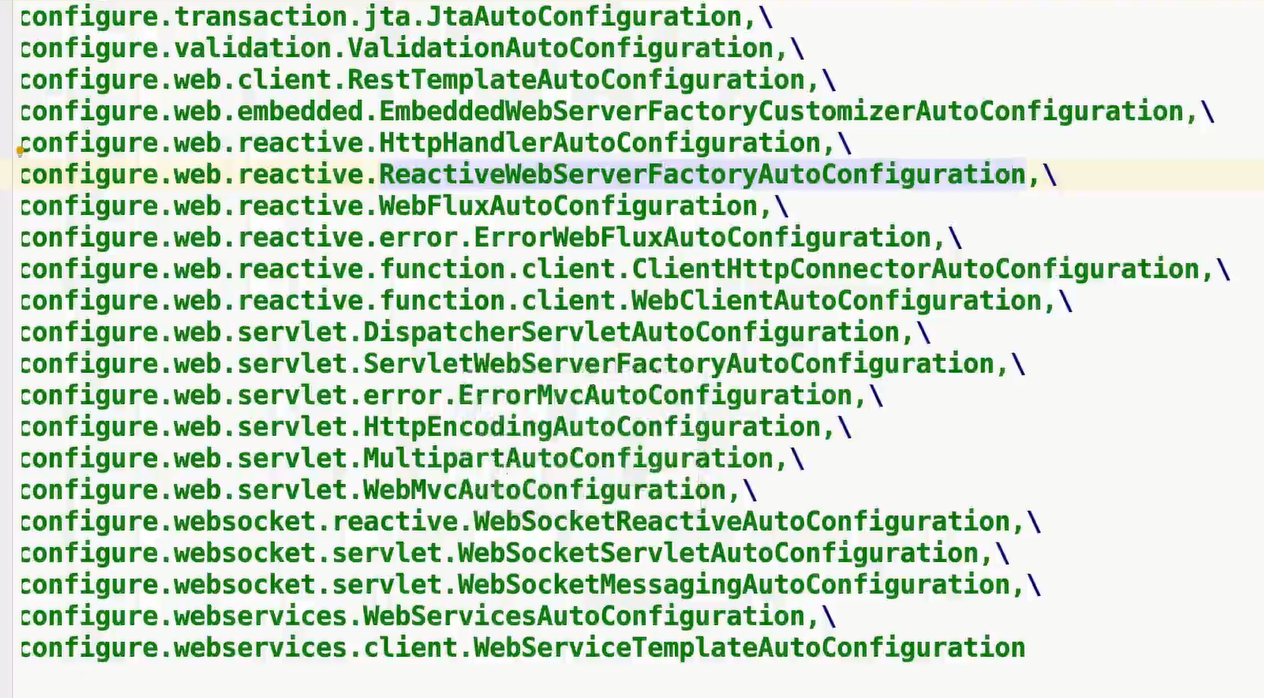 configure.transaction.jta.JtaAutoConfiguration,\
configure.validation.ValidationAutoConfiguration,\
configure.web.client.RestTemplateAutoConfiguration,\
configure.web.embedded.EmbeddedWebServerFactoryCustomizerAutoConfiguration,\
configure.web.reactive.HttpHandlerAutoConfiguration,\
configure.web.reactive.ReactiveWebServerFactoryAutoConfiguration,\
configure.web.reactive.WebFluxAutoConfiguration,\
configure.web.reactive.error.ErrorWebFluxAutoConfiguration,\
configure.web.reactive.function.client.ClientHttpConnectorAutoConfiguration,\
configure.web.reactive.function.client.WebClientAutoConfiguration,\
configure.web.servlet.DispatcherServletAutoConfiguration,\
configure.web.servlet.ServletWebServerFactoryAutoConfiguration,\
configure.web.servlet.error.ErrorMvcAutoConfiguration,\
configure.web.servlet.HttpEncodingAutoConfiguration,\
configure.web.servlet.MultipartAutoConfiguration,\
configure.web.servlet.WebMvcAutoConfiguration,\
configure.websocket.reactive.WebSocketReactiveAutoConfiguration,\
configure.websocket.servlet.WebSocketServletAutoConfiguration,\
configure.websocket.servlet.WebSocketMessagingAutoConfiguration,\
configure.webservices.WebServicesAutoConfiguration,\
configure.webservices.client.WebServiceTemplateAutoConfiguration